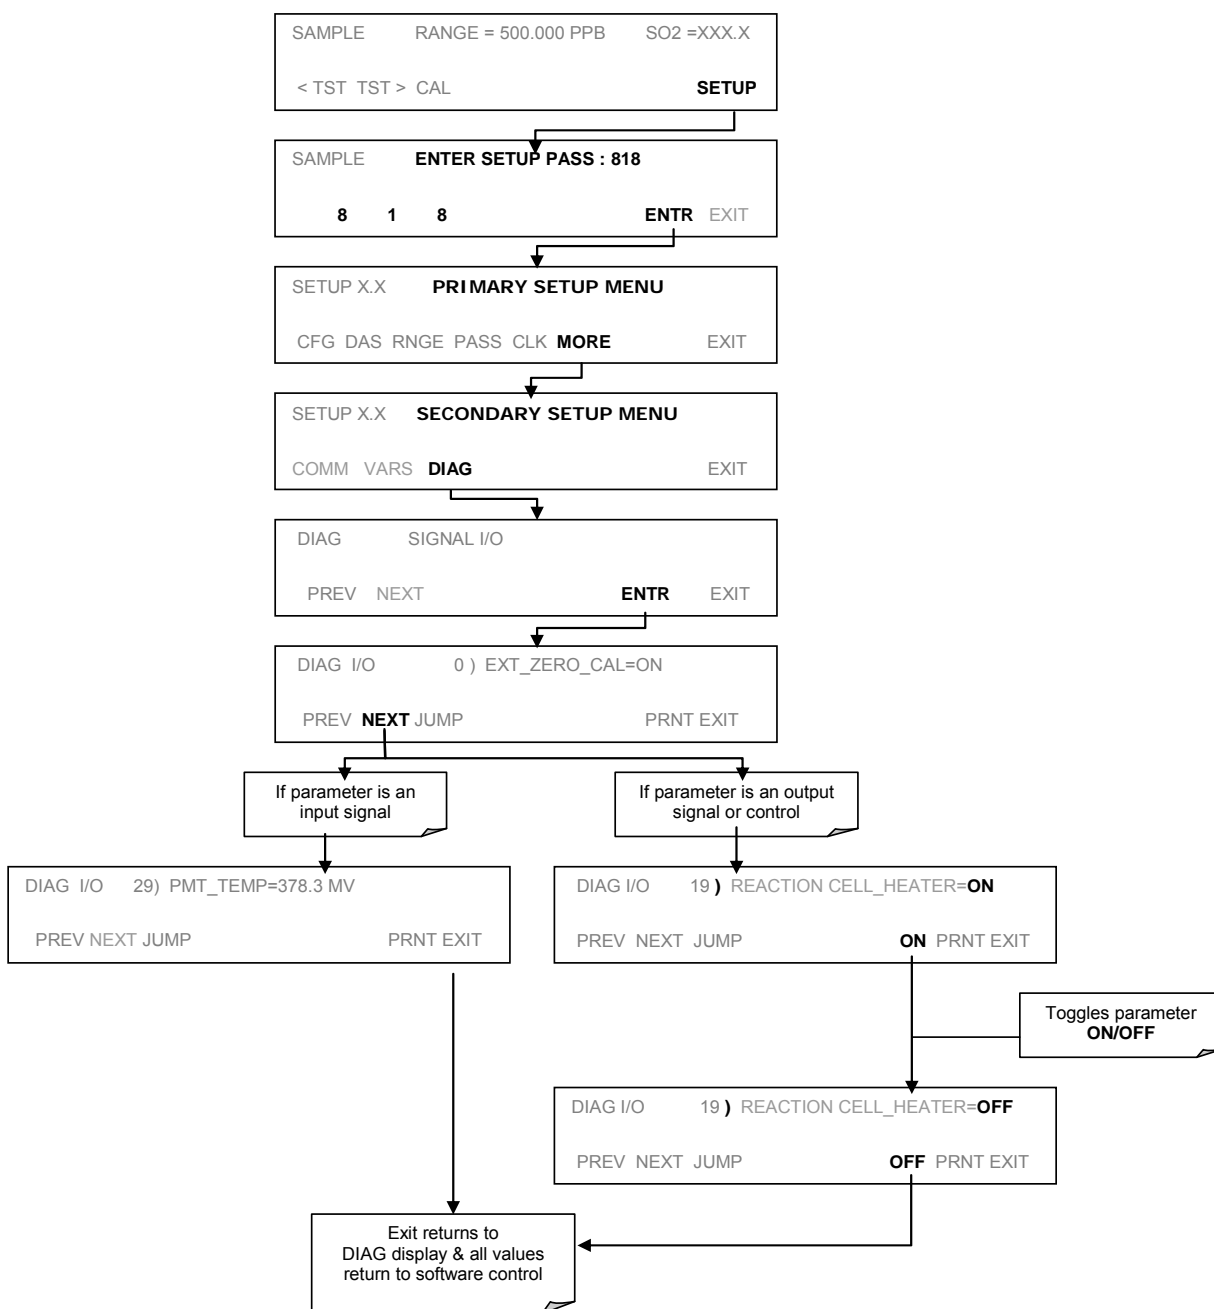 SAMPLE RANGE = 500.000 PPB SO2 =XXX.X
< TST TST > CAL SETUP
SAMPLE ENTER SETUP PASS : 818
8 1 8 ENTR EXIT
SETUP X.X PRIMARY SETUP MENU
CFG DAS RNGE PASS CLK MORE EXIT
SETUP X.X SECONDARY SETUP MENU
COMM VARS DIAG EXIT
DIAG SIGNAL I/O
PREV NEXT ENTR EXIT
DIAG I/O 0 ) EXT_ZERO_CAL=ON
PREV NEXT JUMP PRNT EXIT
If parameter is an
input signal
If parameter is an output
signal or control
DIAG I/O 29) PMT_TEMP=378.3 MV
PREV NEXT JUMP PRNT EXIT
DIAG I/O 19 ) REACTION CELL_HEATER=ON
PREV NEXT JUMP ON PRNT EXIT
Toggles parameter
ON/OFF
DIAG I/O 19 ) REACTION CELL_HEATER=OFF
PREV NEXT JUMP OFF PRNT EXIT
Exit returns to
DIAG display & all values
return to software control